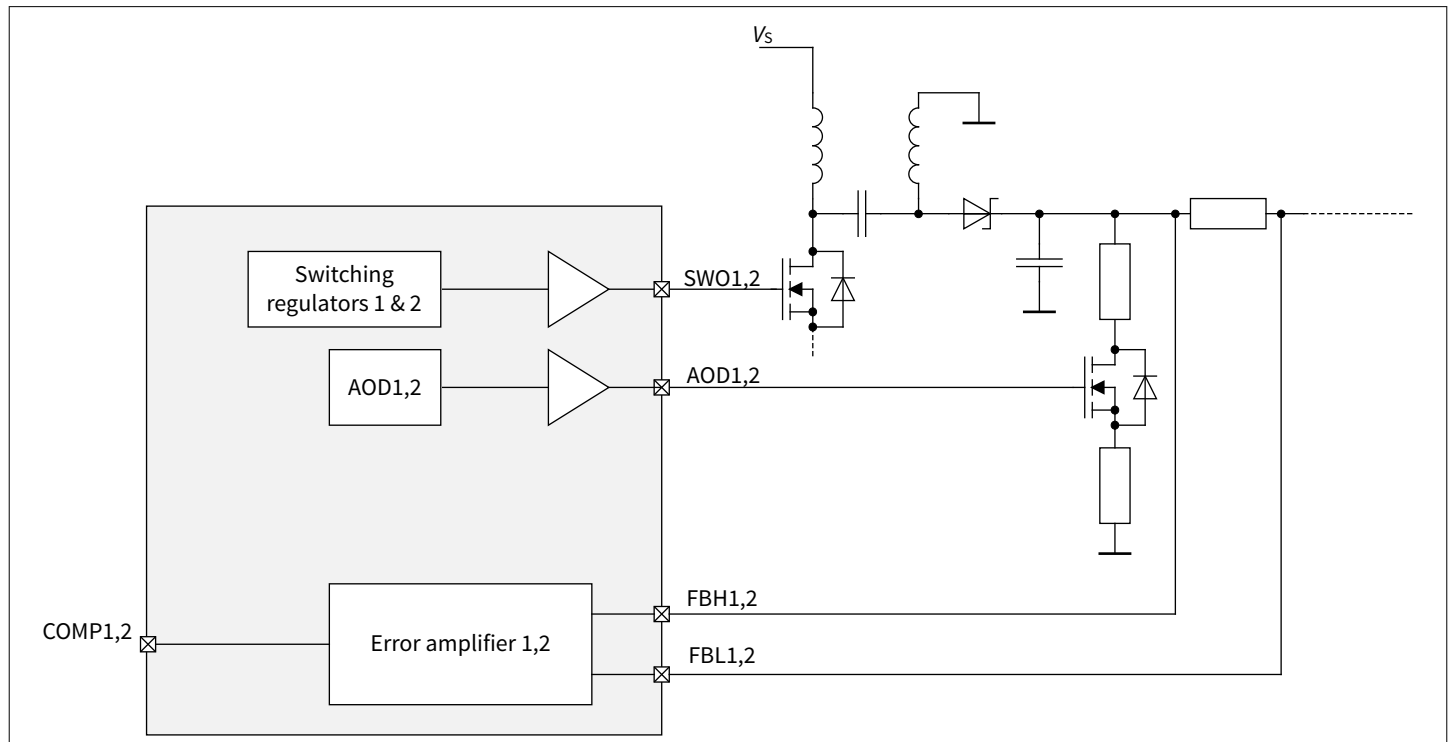 VS
Switching
regulators 1 & 2
SWO1,2
AOD1,2
AOD1,2
FBH1,2
COMP1,2
Error amplifier 1,2
FBL1,2